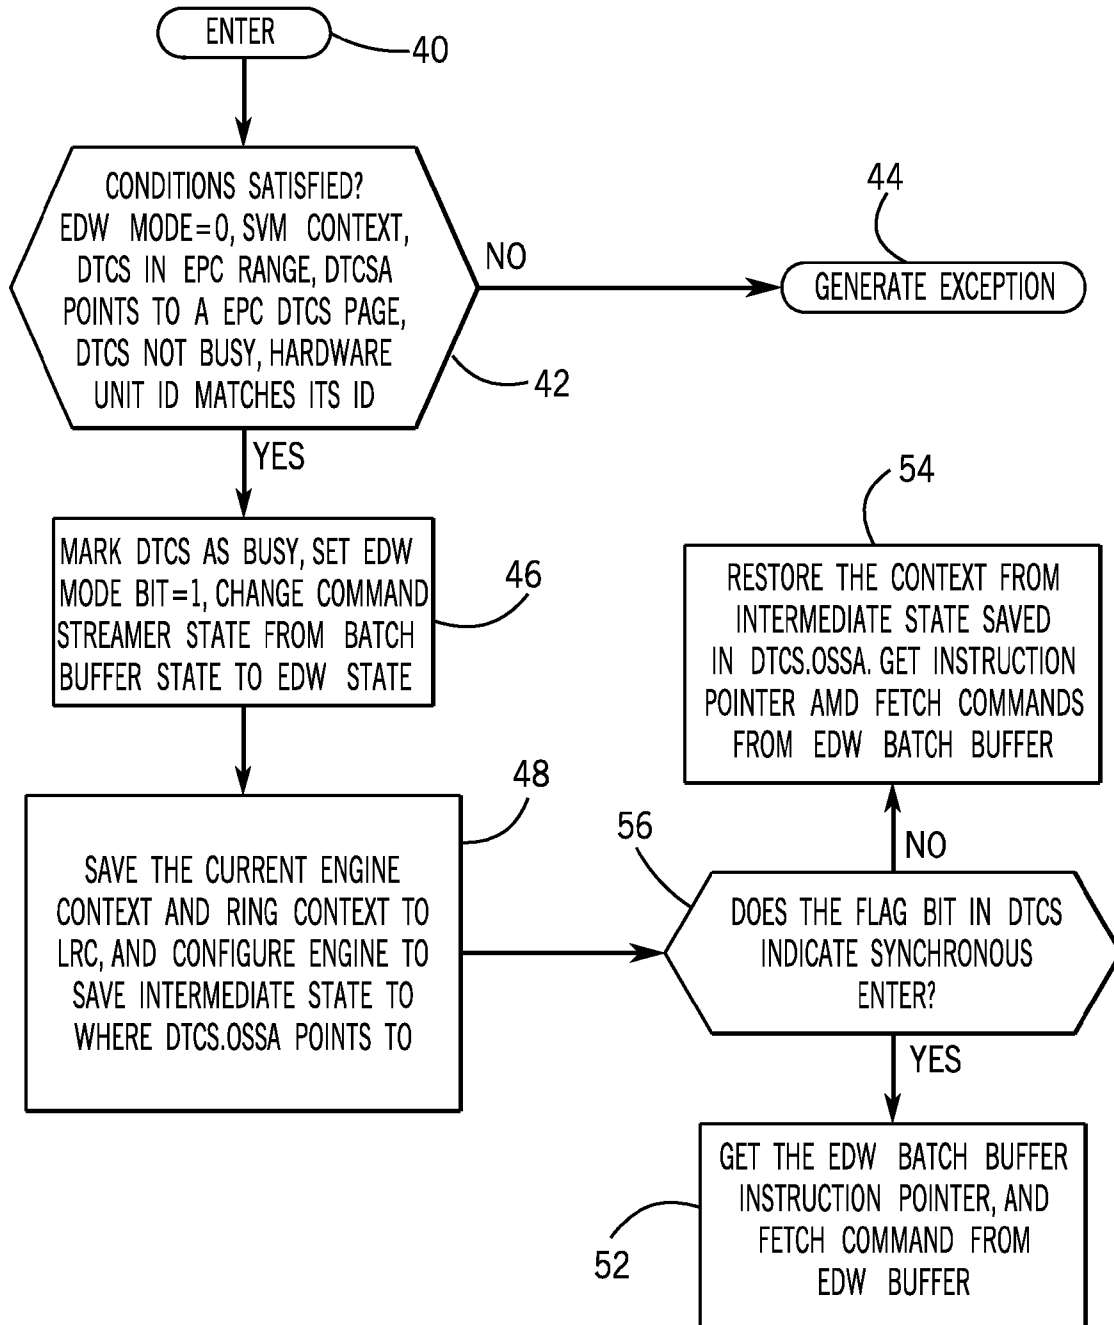 ENTER
40
CONDITIONS SATISFIED?
EDW MODE=0, SVM CONTEXT,
DTCS IN EPC RANGE, DTCSA
POINTS TO A EPC DTCS PAGE,
DTCS NOT BUSY, HARDWARE
UNIT ID MATCHES ITS ID
42
NO
44
GENERATE EXCEPTION
YES
MARK DTCS AS BUSY, SET EDW
MODE BIT=1, CHANGE COMMAND
STREAMER STATE FROM BATCH
BUFFER STATE TO EDW STATE
46
SAVE THE CURRENT ENGINE
CONTEXT AND RING CONTEXT TO
LRC, AND CONFIGURE ENGINE TO
SAVE INTERMEDIATE STATE TO
WHERE DTCS.OSSA POINTS TO
48
56
DOES THE FLAG BIT IN DTCS
INDICATE SYNCHRONOUS
ENTER?
NO
54
RESTORE THE CONTEXT FROM
INTERMEDIATE STATE SAVED
IN DTCS.OSSA. GET INSTRUCTION
POINTER AMD FETCH COMMANDS
FROM EDW BATCH BUFFER
YES
GET THE EDW BATCH BUFFER
INSTRUCTION POINTER, AND
FETCH COMMAND FROM
EDW BUFFER
52